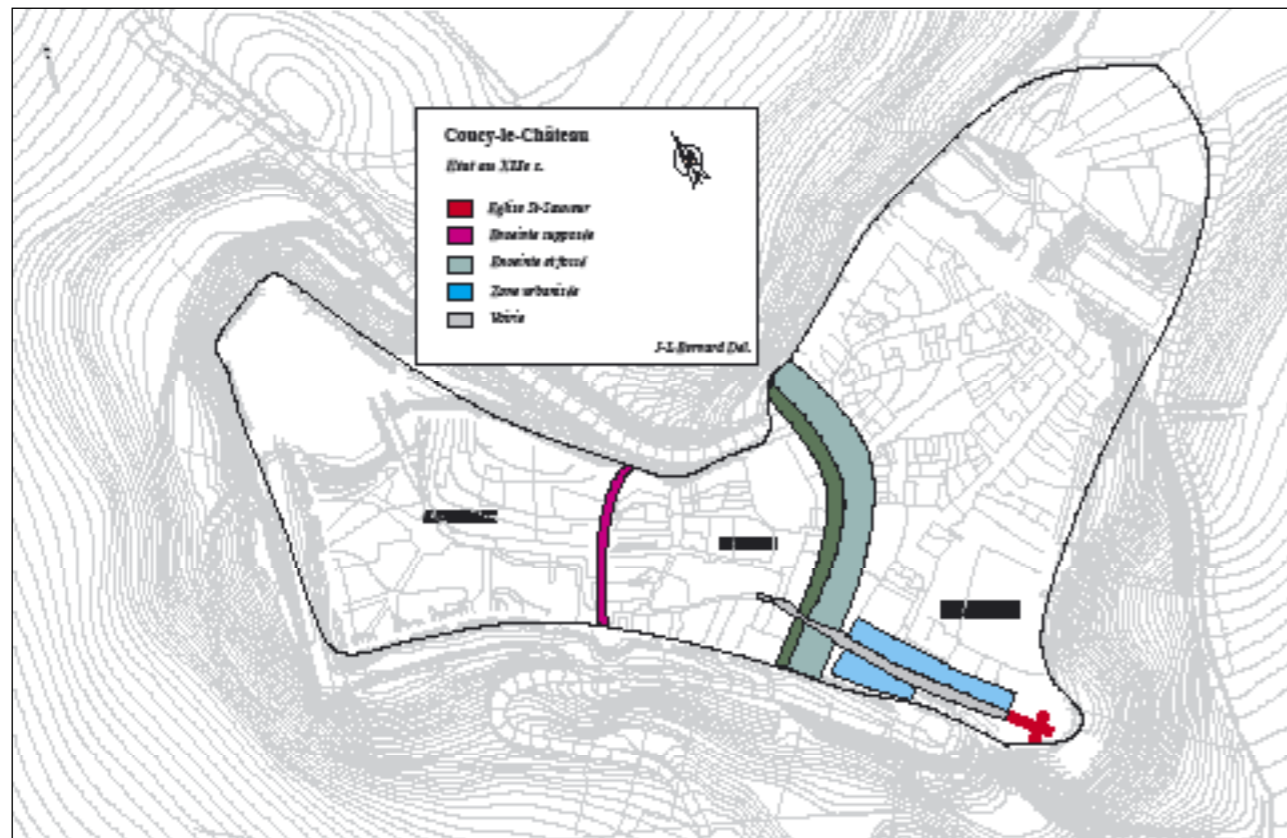 Coucy-le-Château
Etat au XIIe s.
Eglise St-Sauveur
Enceinte supposée
Enceinte et fossé
Zone urbanisée
Voirie
J-L Bernard Del.